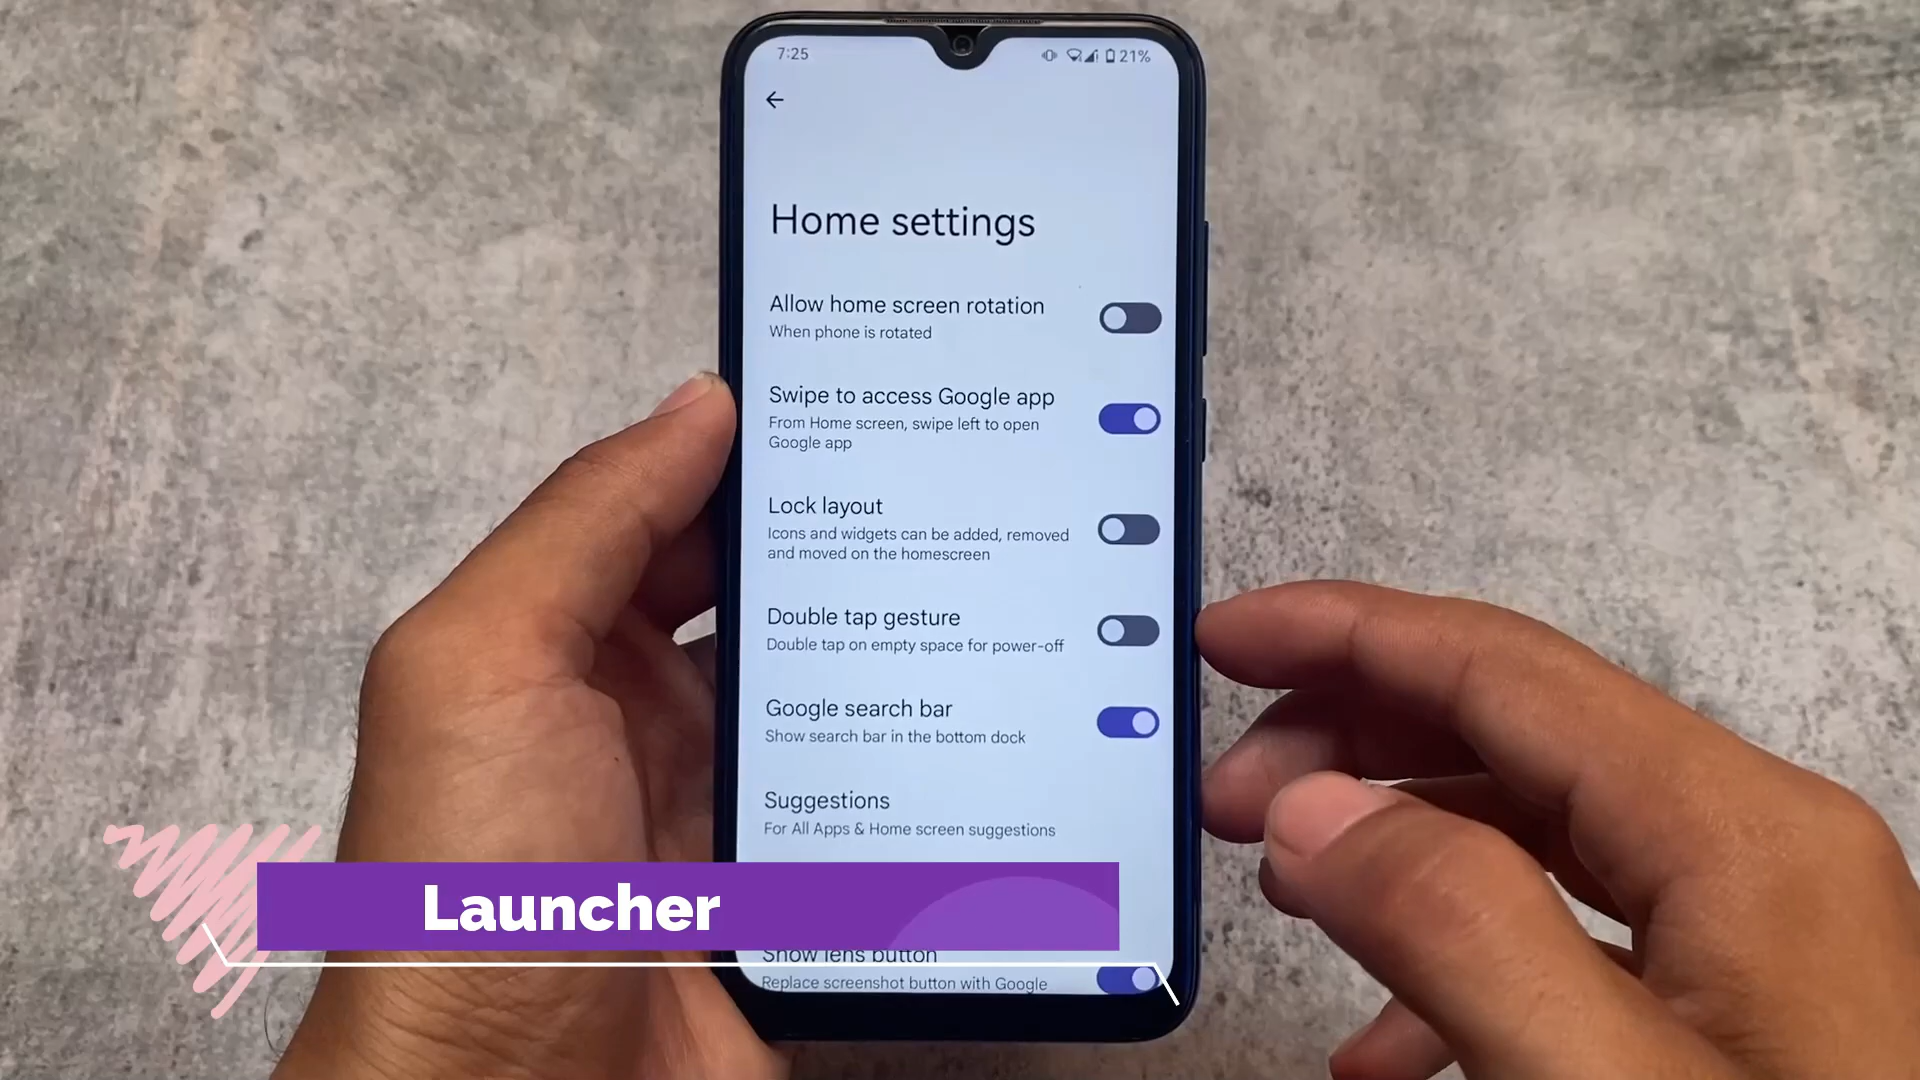 7:25
21%
Home settings
Allow home screen rotation
When phone is rotated
Swipe to access Google app
From Home screen, swipe left to open
Google app
Lock layout
Icons and widgets can be added, removed
and moved on the homescreen
Double tap gesture
Double tap on empty space for power-off
Google search bar
Show search bar in the bottom dock
Suggestions
For All Apps & Home screen suggestions
Launcher
Show lens button
Replace screenshot button with Google